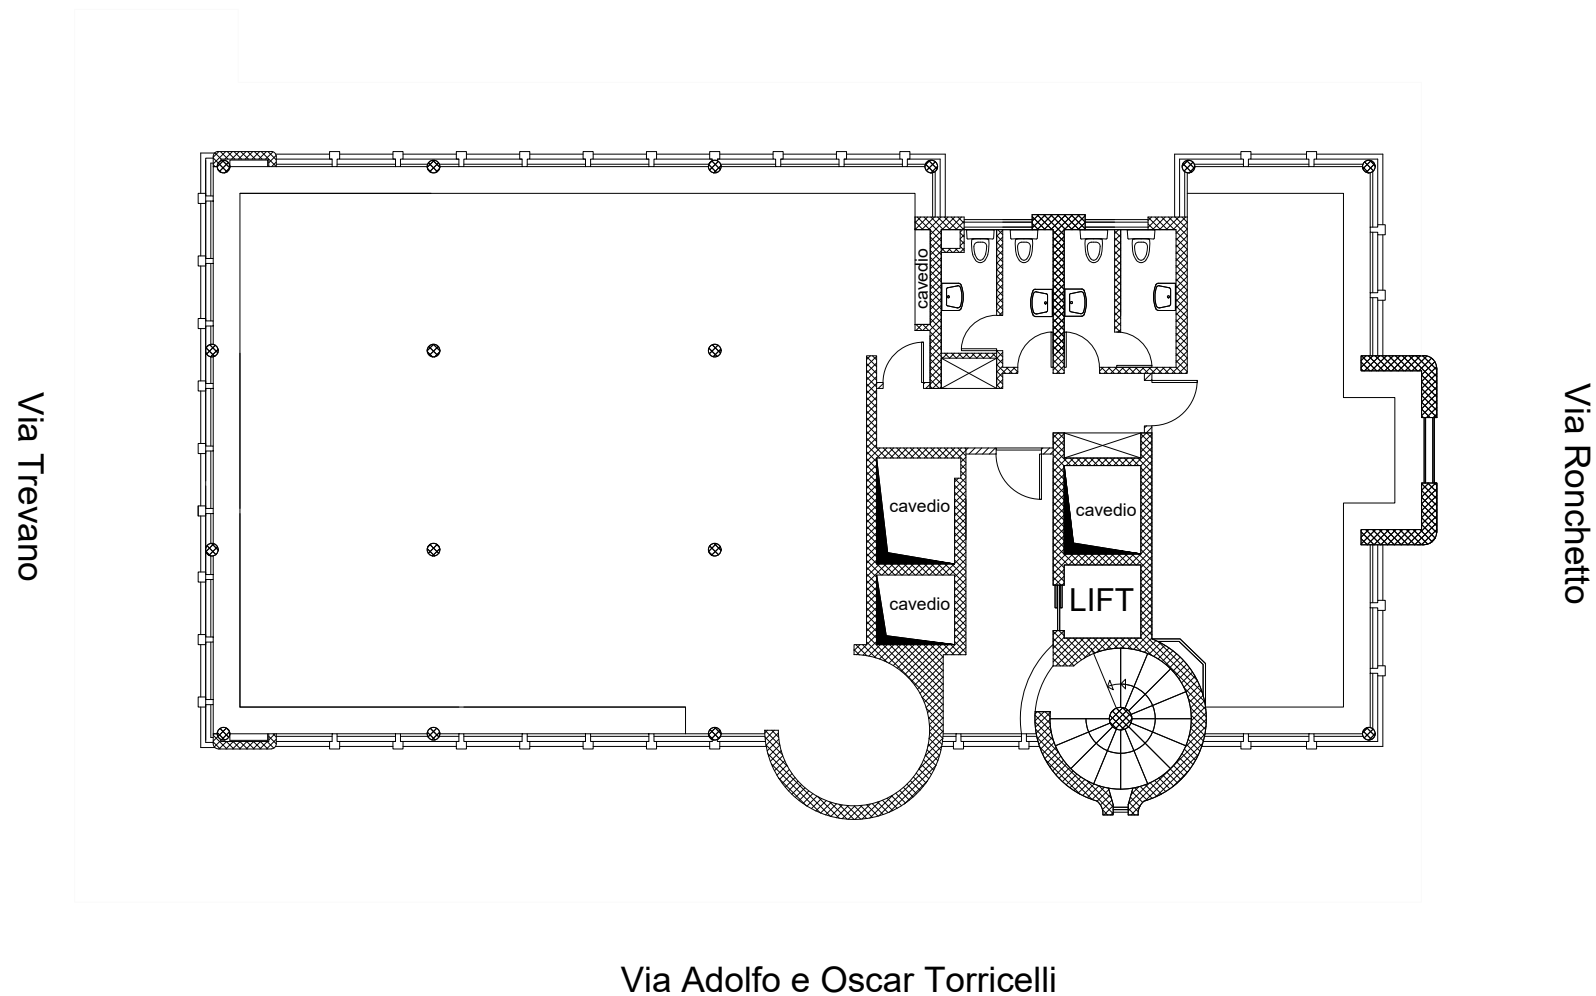 cavedio
Via Trevano
Via Ronchetto
cavedio
cavedio
cavedio
LIFT
Via Adolfo e Oscar Torricelli